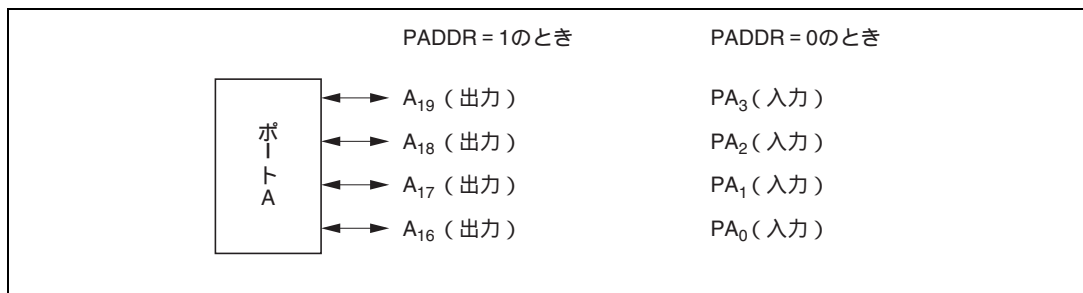 PADDR = 1のとき PADDR = 0のとき
ポートA
A19 ( 出力 ) PA3 ( 入力 )
A18 ( 出力 ) PA2 ( 入力 )
A17 ( 出力 ) PA1 ( 入力 )
A16 ( 出力 ) PA0 ( 入力 )